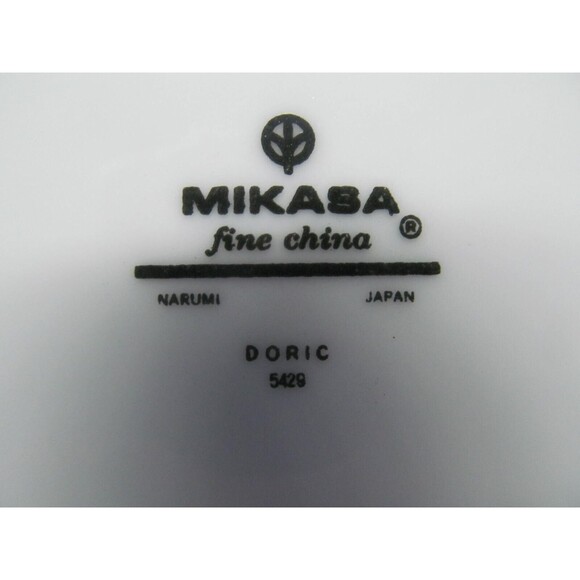 MIKASA
fine china ®
NARUMI JAPAN
DORIC
5429